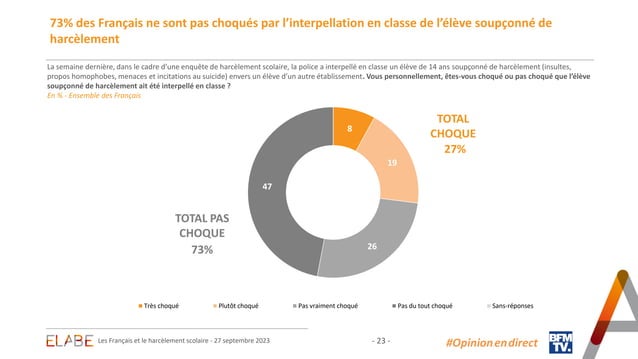 73% des Français ne sont pas choqués par l’interpellation en classe de l’élève soupçonné de
harcèlement
La semaine dernière, dans le cadre d’une enquête de harcèlement scolaire, la police a interpellé en classe un élève de 14 ans soupçonné de harcèlement (insultes,
propos homophobes, menaces et incitations au suicide) envers un élève d’un autre établissement. Vous personnellement, êtes-vous choqué ou pas choqué que l’élève
soupçonné de harcèlement ait été interpellé en classe ?
En % - Ensemble des Français
TOTAL
CHOQUE
27%
8
19
47
26
TOTAL PAS
CHOQUE
73%
Très choqué Plutôt choqué Pas vraiment choqué Pas du tout choqué Sans-réponses
ELABE Les Français et le harcèlement scolaire - 27 septembre 2023 - 23 - #Opinion en direct
BFM
TV.